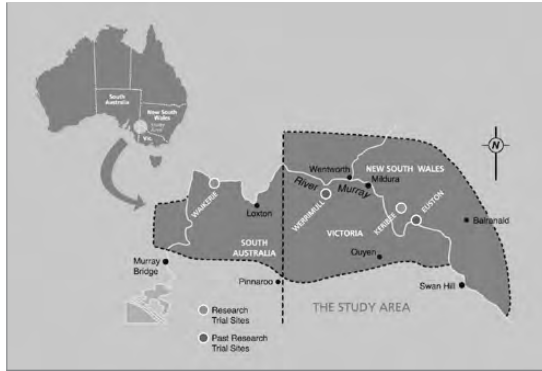 South
Australia
New South
Wales
Wentworth
NEW SOUTH WALES
Mildura
River
Murray
N
WAIKERIE
Loxton
WERRIMULL
EUSTON
Balranald
SOUTH
AUSTRALIA
VICTORIA
Ouyen
Murray
Bridge
Pinnaroo
Swan Hill
THE STUDY AREA
Research
Trial Sites
Past Research
Trial Sites